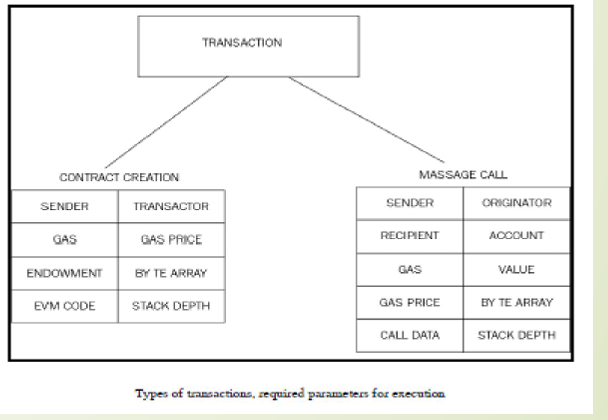 TRANSACTION
CONTRACT CREATION
SENDER TRANSACTOR
GAS GAS PRICE
ENDOWMENT BY TE ARRAY
EVM CODE STACK DEPTH
MASSAGE CALL
SENDER ORIGINATOR
RECIPIENT ACCOUNT
GAS VALUE
GAS PRICE BY TE ARRAY
CALL DATA STACK DEPTH
Types of transactions, required parameters for execution